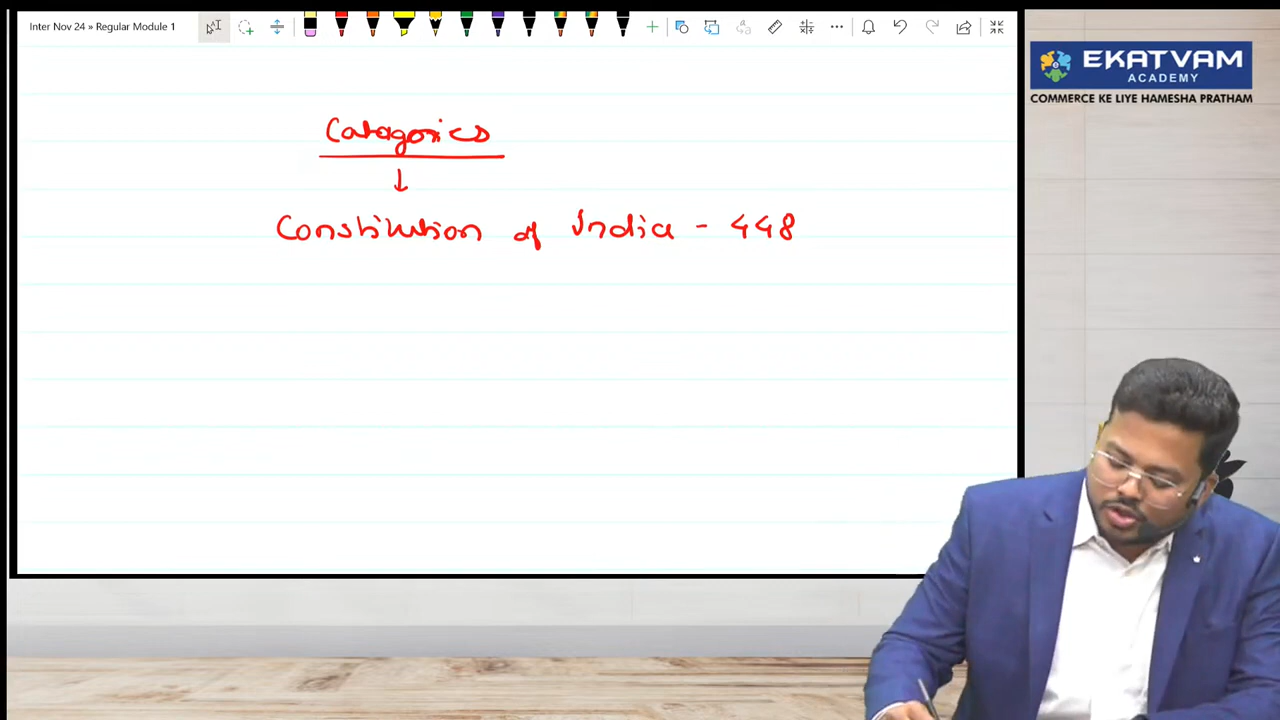 Inter Nov 24 » Regular Module 1
EKATVAM
ACADEMY
COMMERCE KE LIYE HAMESHA PRATHAM
Catagories
Constitution of India - 448